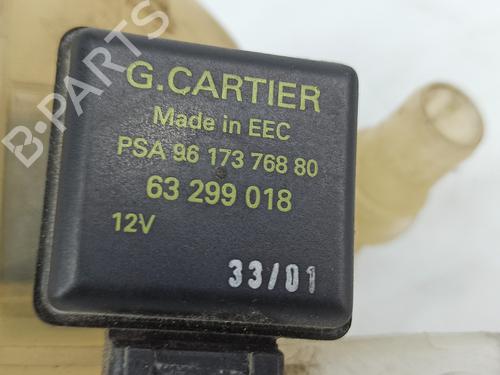 G.CARTIER
Made in EEC
PSA 96 173 768 80
63 299 018
12V
33/01
B-PARTS